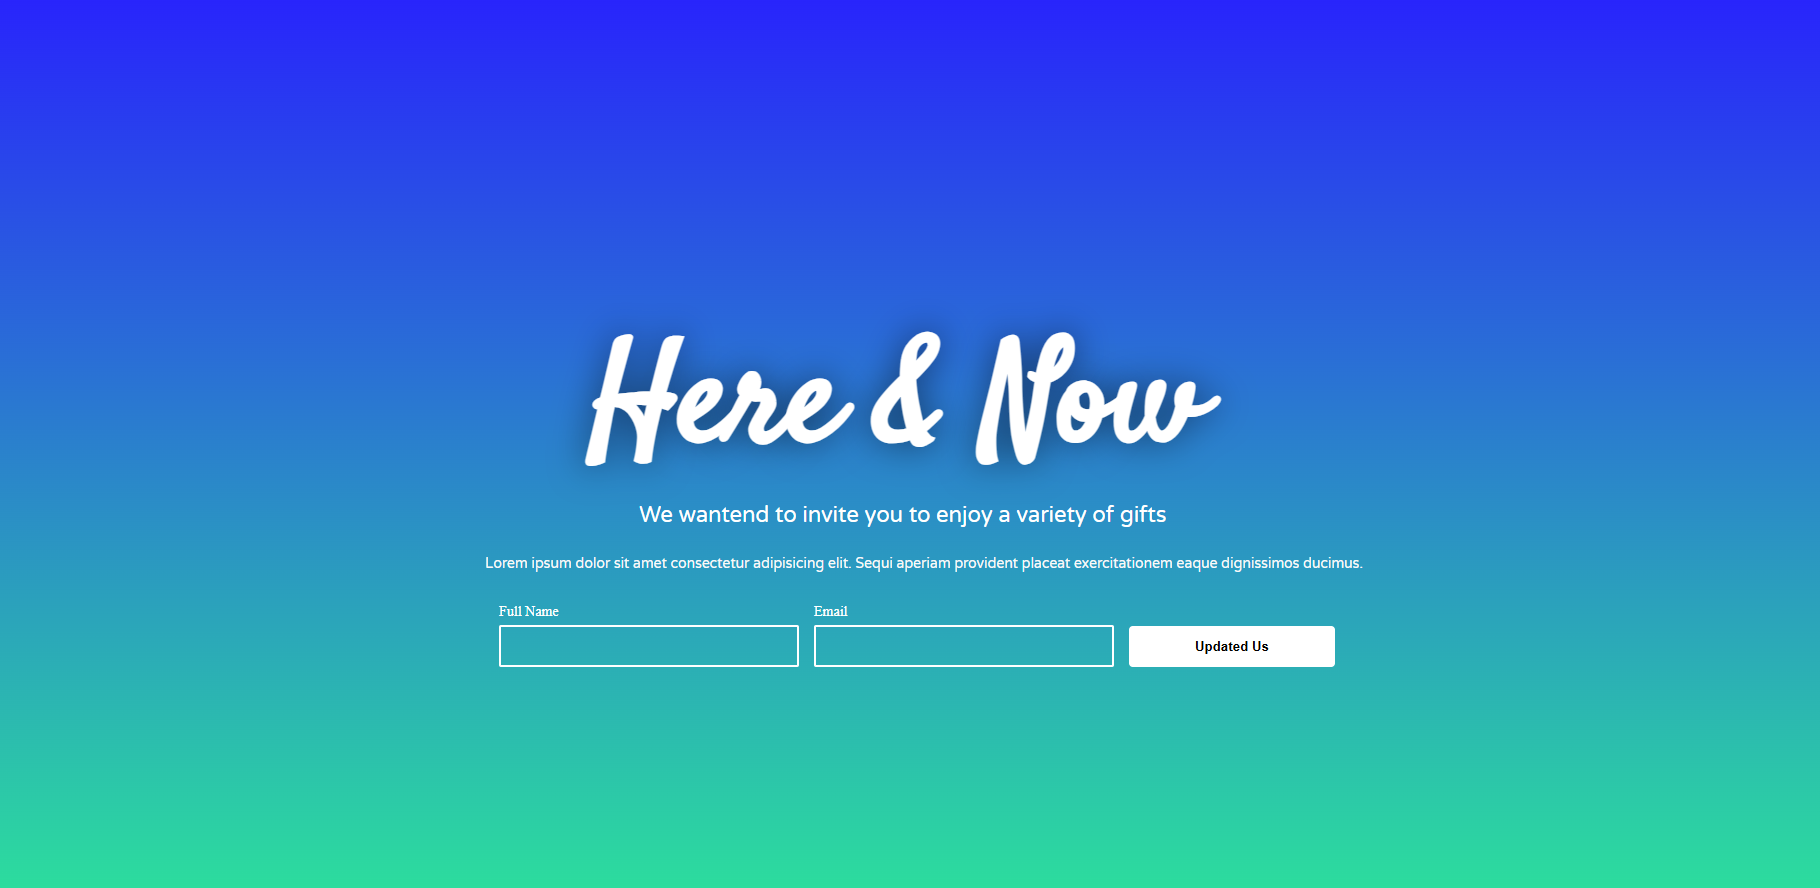 Here & Now
We wantend to invite you to enjoy a variety of gifts
Lorem ipsum dolor sit amet consectetur adipisicing elit. Sequi aperiam provident placeat exercitationem eaque dignissimos ducimus.
Full Name
Email
Updated Us